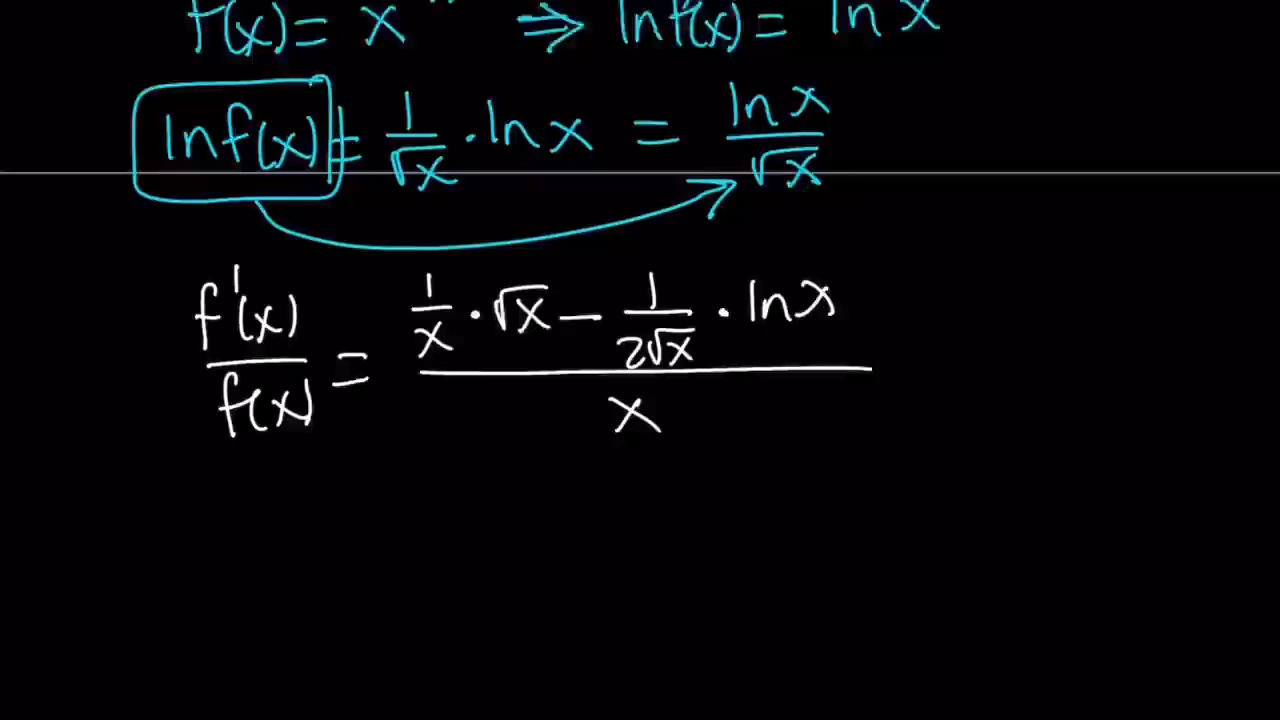 f(x) = x ⇒ ln f(x) = ln x
ln f(x) = 1/√x · ln x = ln x/√x
f'(x)/f(x) = (1/x · √x − 1/(2√x) · ln x)/x